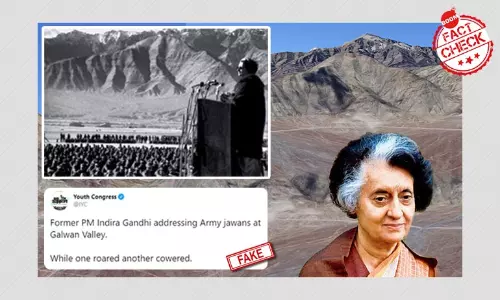 BOOM
FACT
CHECK
Youth Congress
@IYC
Former PM Indira Gandhi addressing Army jawans at
Galwan Valley.
While one roared another cowered.
FAKE